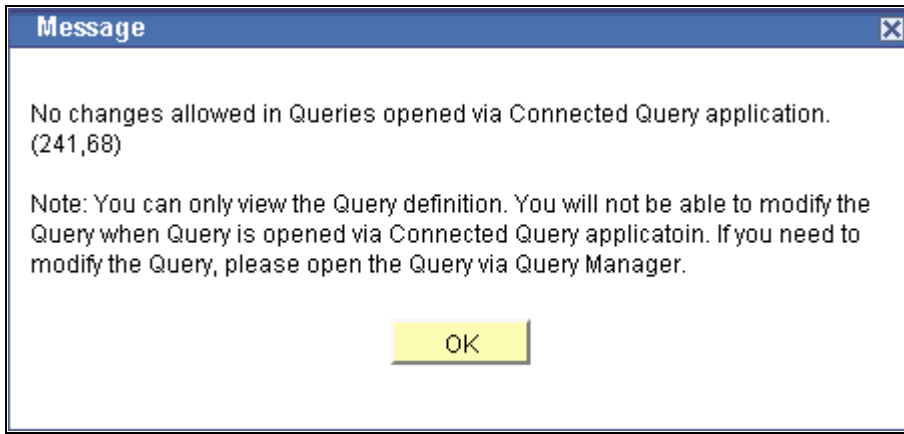 Message
No changes allowed in Queries opened via Connected Query application.
(241,68)
Note: You can only view the Query definition. You will not be able to modify the
Query when Query is opened via Connected Query applicatoin. If you need to
modify the Query, please open the Query via Query Manager.
OK